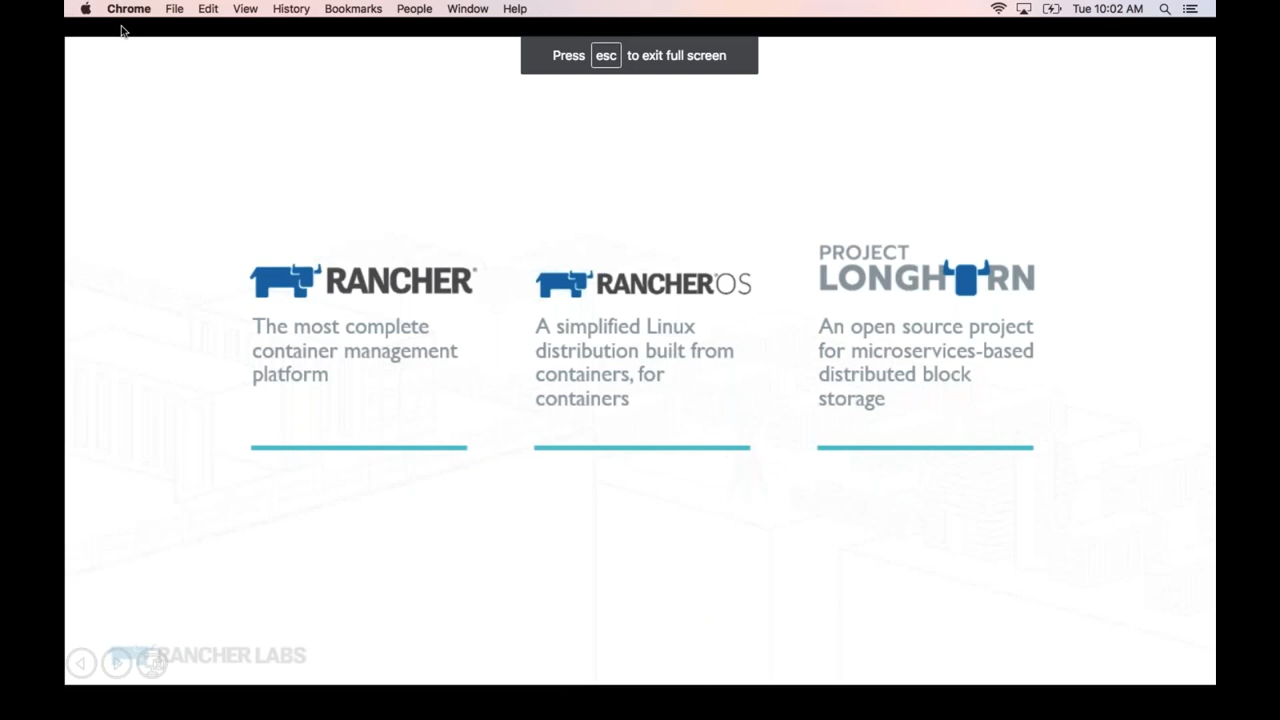 Chrome File Edit View History Bookmarks People Window Help Tue 10:02 AM
Press esc to exit full screen
RANCHER®
The most complete
container management
platform
RANCHEROS
A simplified Linux
distribution built from
containers, for
containers
PROJECT
LONGHORN
An open source project
for microservices-based
distributed block
storage
RANCHER LABS